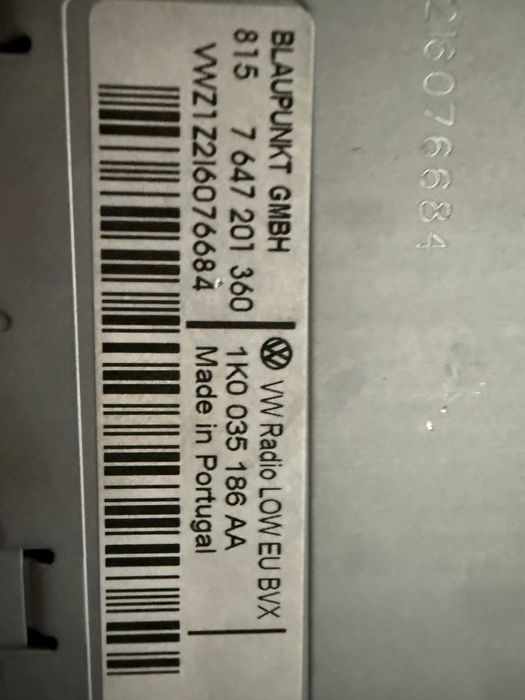 BLAUPUNKT GMBH
815 7 647 201 360
VWZ1Z2I6076684
VW Radio LOW EU BVX
1K0 035 186 AA
Made in Portugal
2I6076684